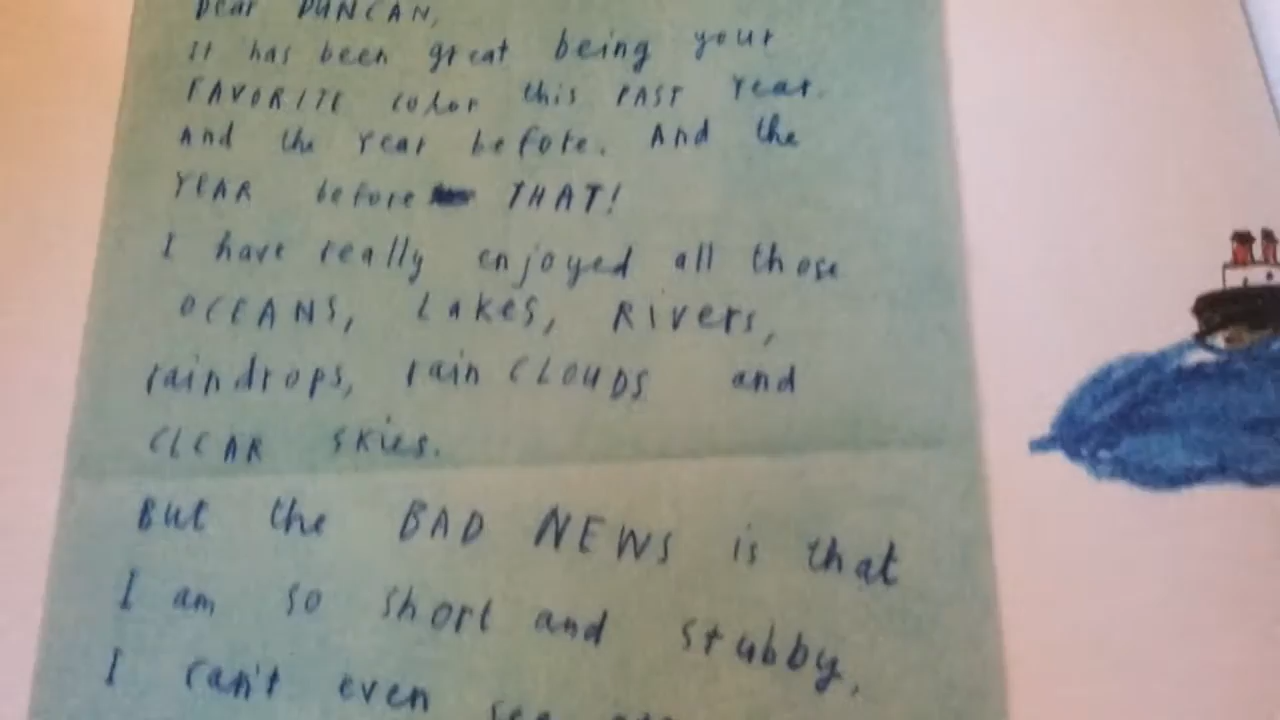 Dear DUNCAN,
It has been great being your
FAVORITE color this PAST Year.
And the Year before. And the
YEAR before THAT!
I have really enjoyed all those
OCEANS, Lakes, Rivers,
raindrops, rain CLOUDS and
CLEAR skies.
But the BAD NEWS is that
I am so short and stubby,
I can't even see